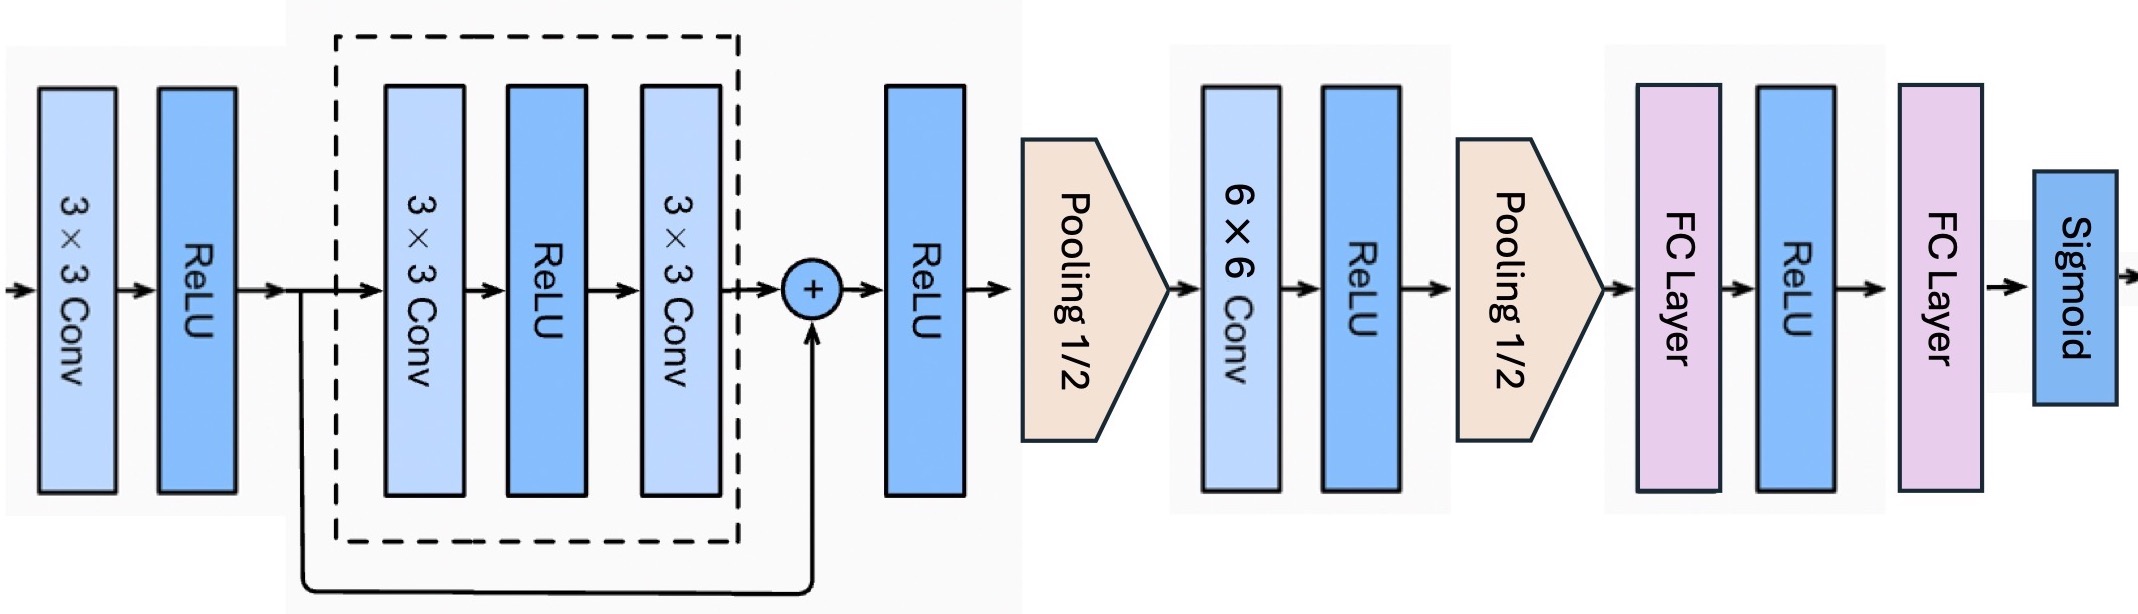 3 × 3 Conv
ReLU
3 × 3 Conv
ReLU
3 × 3 Conv
+
ReLU
Pooling 1/2
6 × 6 Conv
ReLU
Pooling 1/2
FC Layer
ReLU
FC Layer
Sigmoid